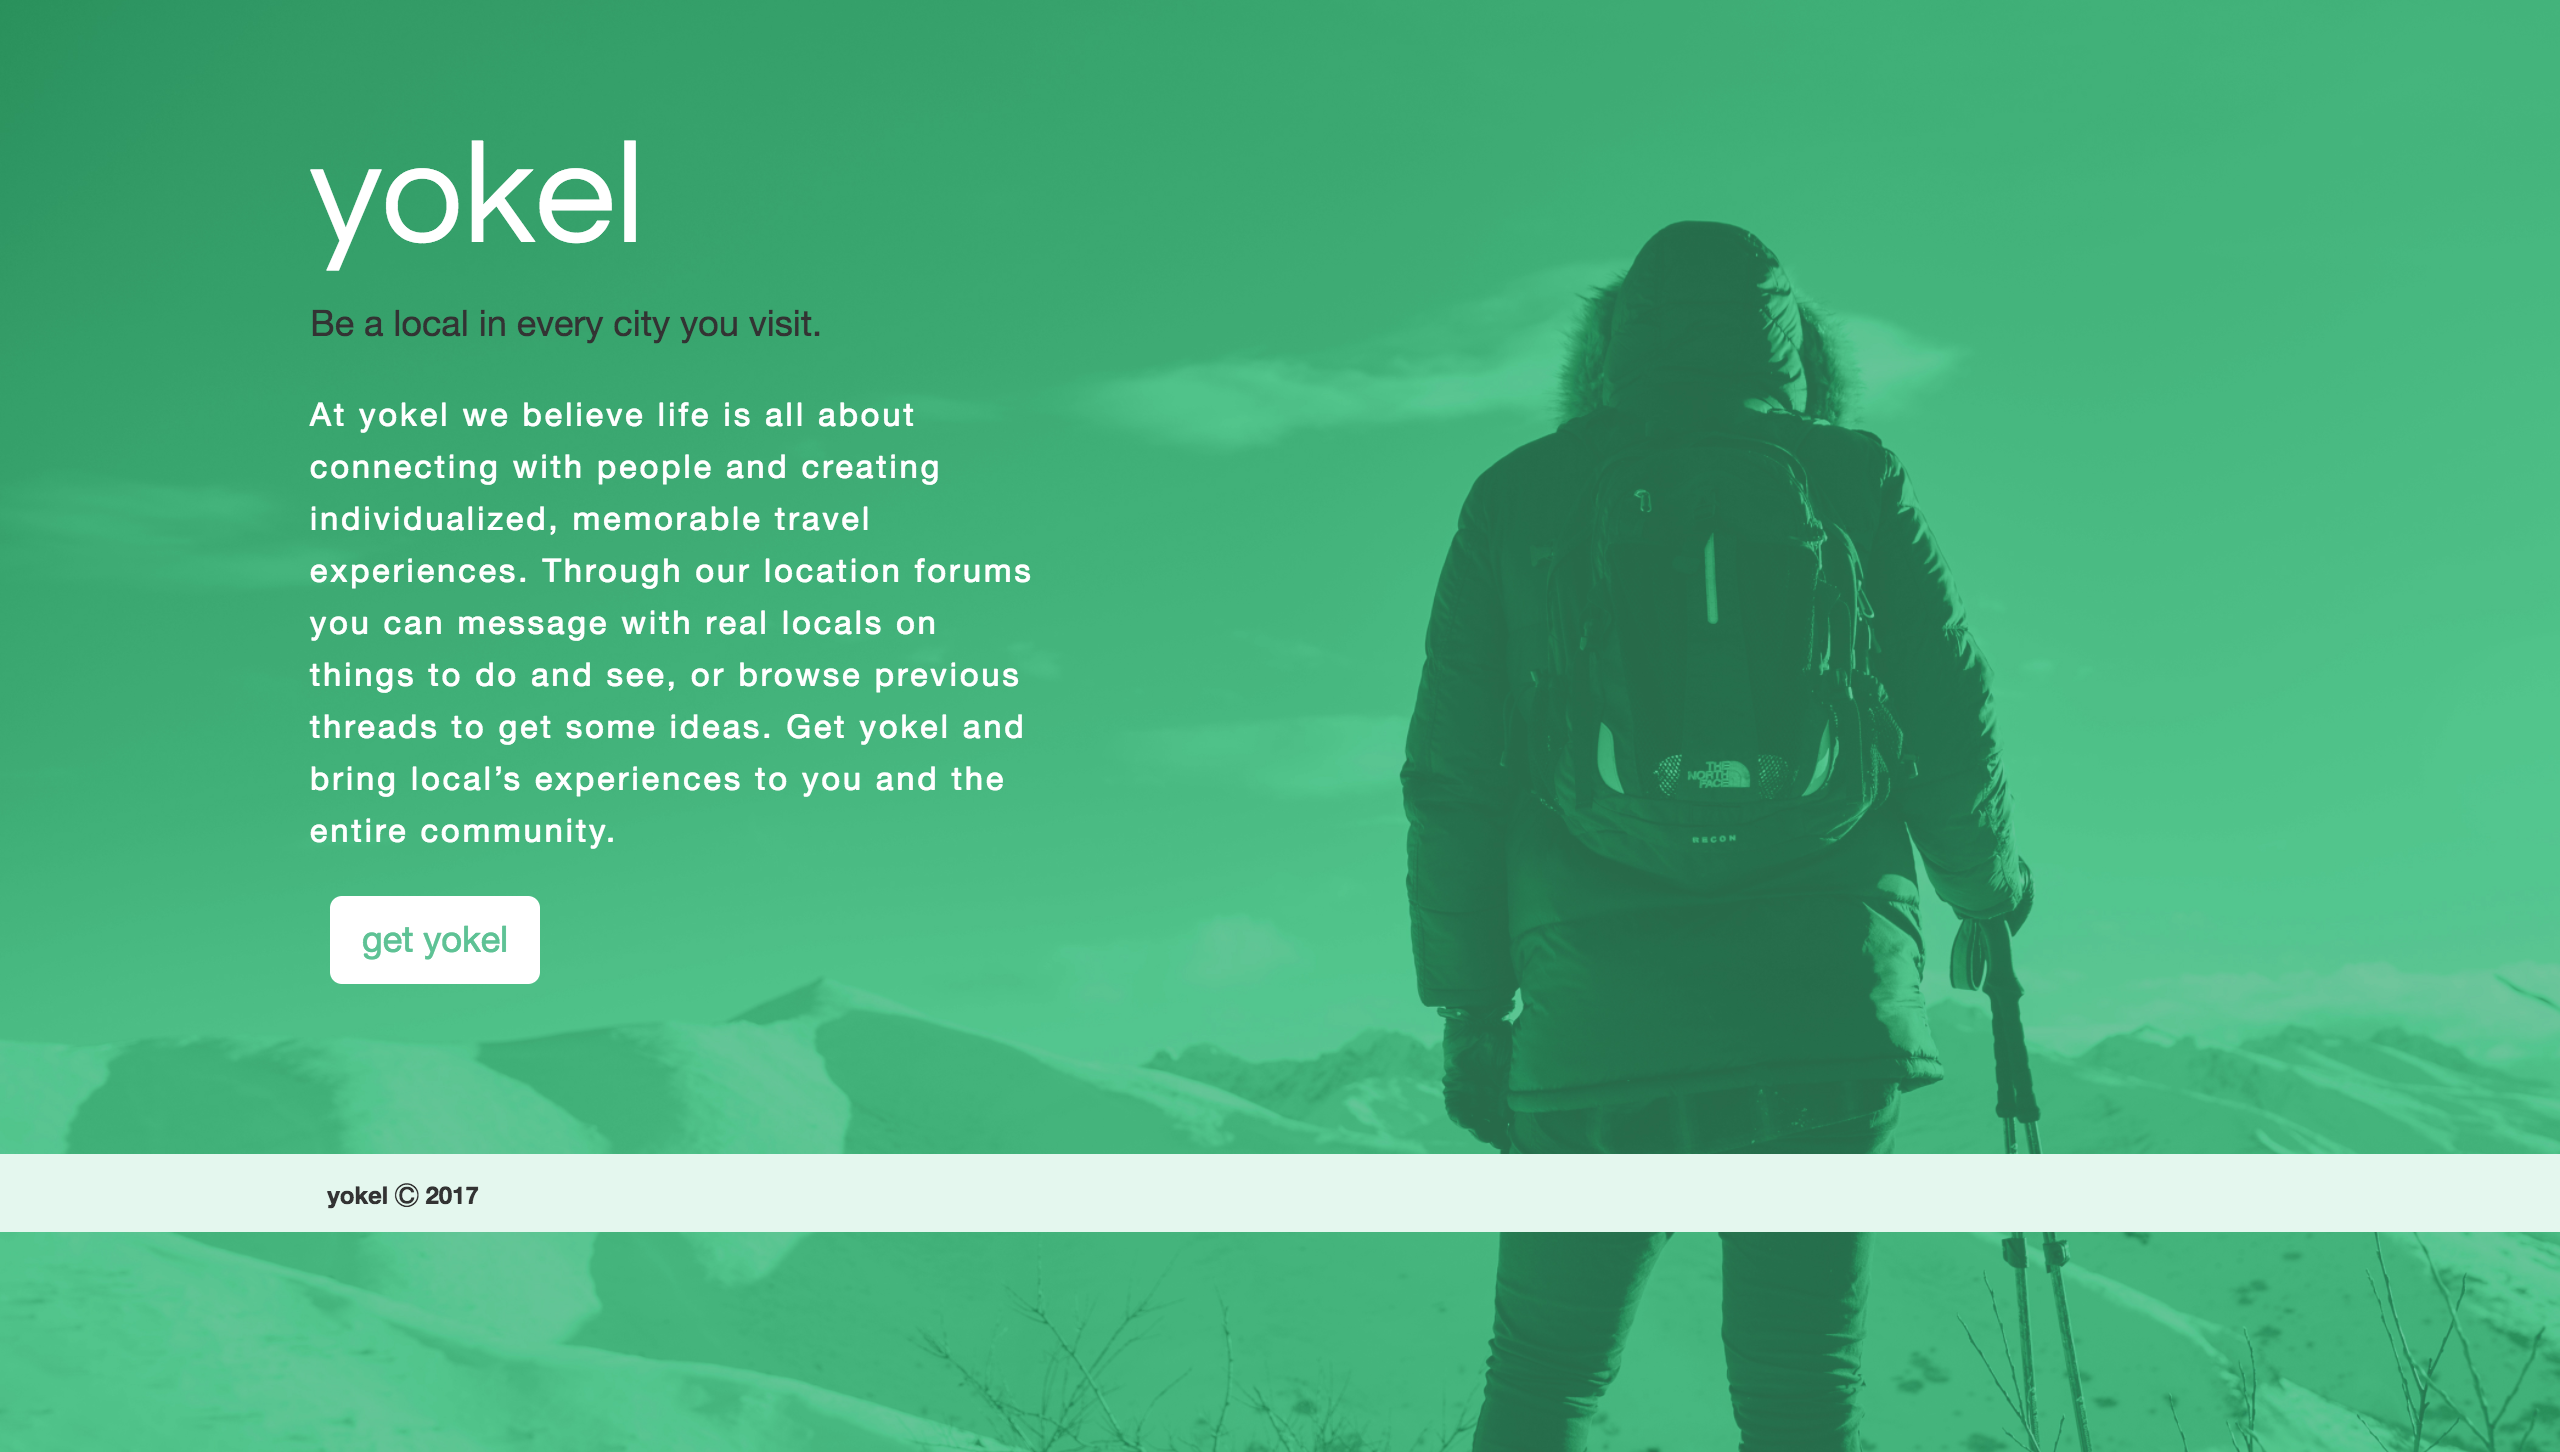 yokel
Be a local in every city you visit.
At yokel we believe life is all about
connecting with people and creating
individualized, memorable travel
experiences. Through our location forums
you can message with real locals on
things to do and see, or browse previous
threads to get some ideas. Get yokel and
bring local’s experiences to you and the
entire community.
get yokel
THE
NORTH
FACE
RECON
yokel Ⓒ 2017